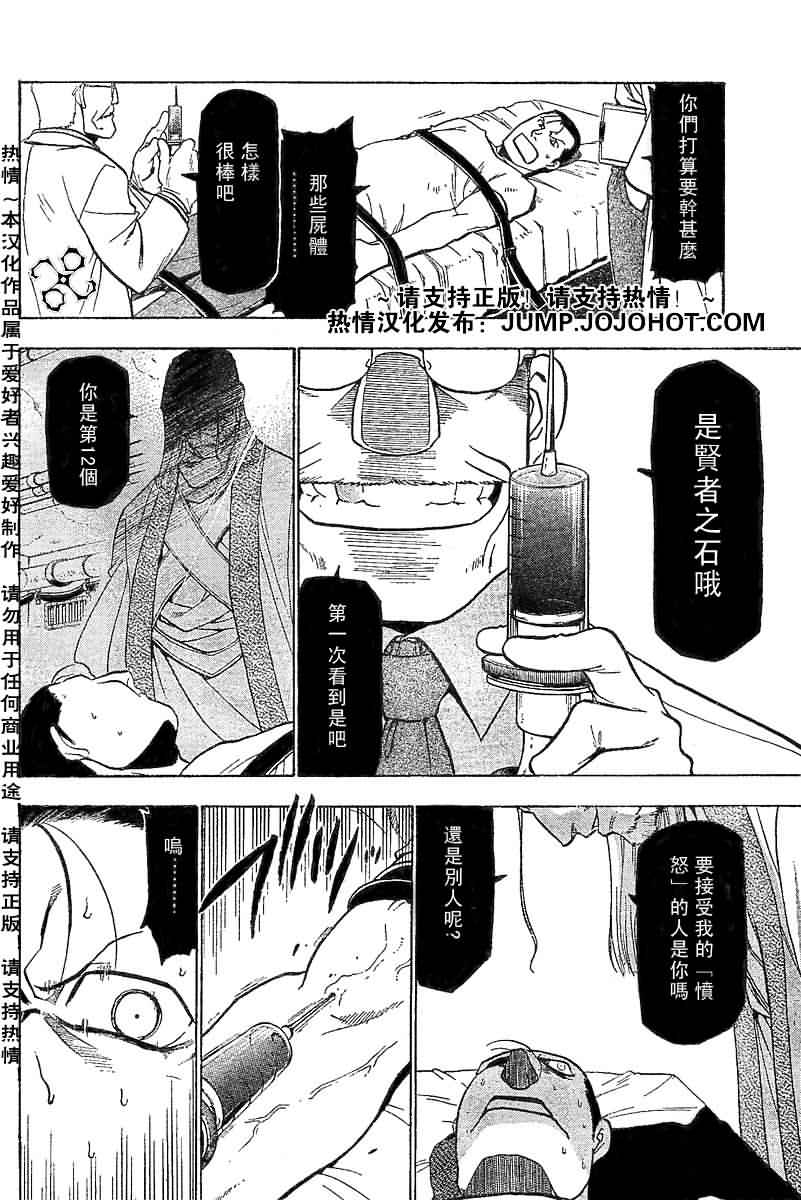 你們打算要幹甚麼
那些屍體
⋯⋯⋯
怎樣
很棒吧
～请支持正版！请支持热情！～
热情汉化发布：JUMP.JOJOHOT.COM
是賢者之石哦
第一次看到是吧
你是第12個
要接受我的「憤
怒」的人是你嗎
還是別人呢?
嗚⋯⋯⋯
热情～本汉化作品属于爱好者兴趣爱好制作 请勿用于任何商业用途 请支持正版 请支持热情